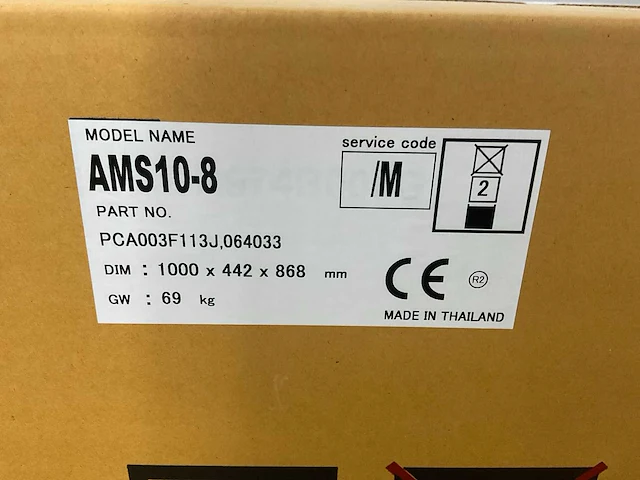 MODEL NAME
AMS10-8
PART NO.
PCA003F113J,064033
DIM : 1000 x 442 x 868 mm
GW : 69 kg
service code
/M
2
CE
R2
MADE IN THAILAND